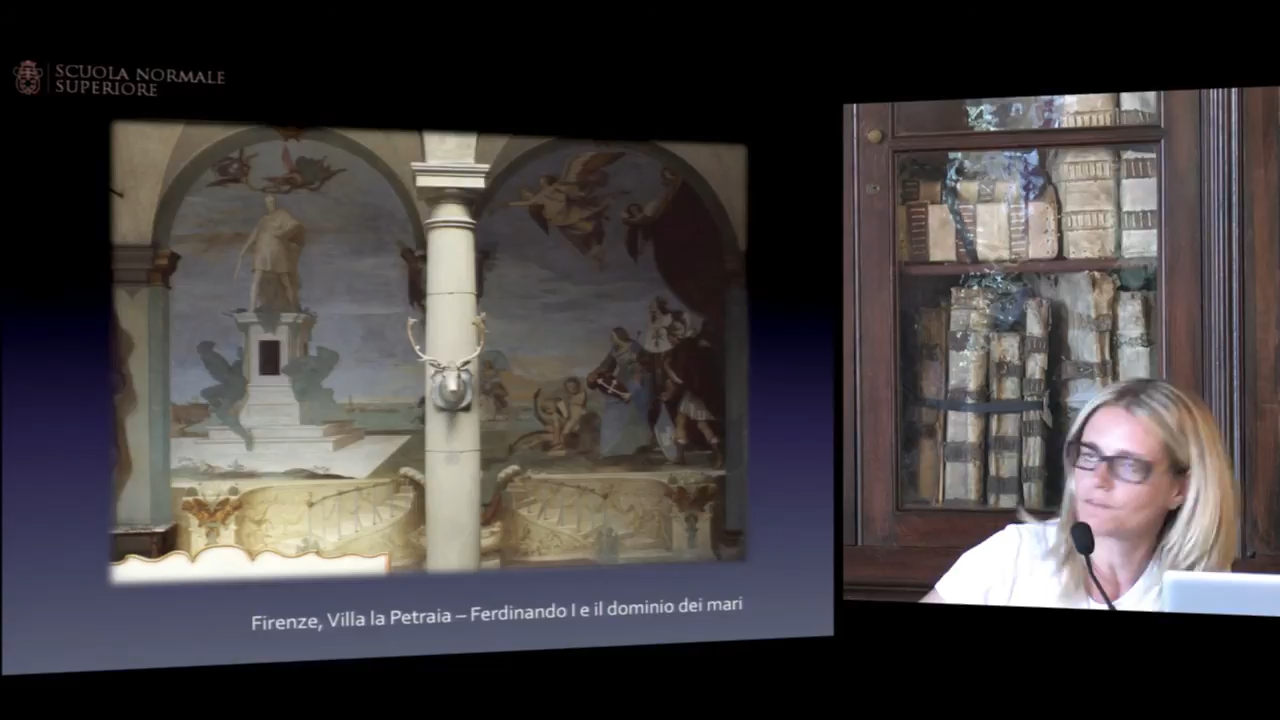 SCUOLA NORMALE
SUPERIORE
Firenze, Villa la Petraia – Ferdinando I e il dominio dei mari